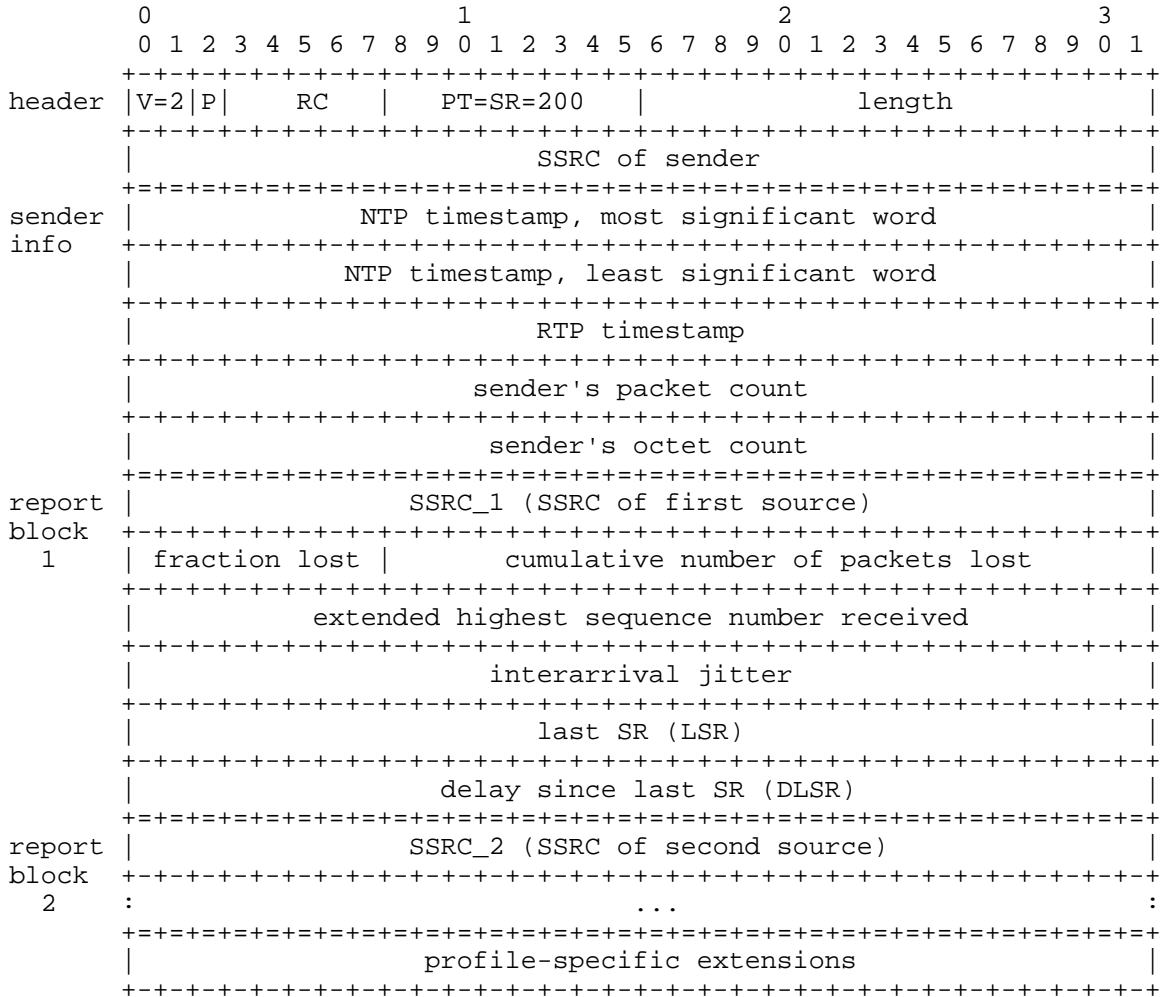 0                   1                   2                   3
        0 1 2 3 4 5 6 7 8 9 0 1 2 3 4 5 6 7 8 9 0 1 2 3 4 5 6 7 8 9 0 1
       +-+-+-+-+-+-+-+-+-+-+-+-+-+-+-+-+-+-+-+-+-+-+-+-+-+-+-+-+-+-+-+-+
header |V=2|P|    RC   |   PT=SR=200   |             length            |
       +-+-+-+-+-+-+-+-+-+-+-+-+-+-+-+-+-+-+-+-+-+-+-+-+-+-+-+-+-+-+-+-+
       |                         SSRC of sender                        |
       +=+=+=+=+=+=+=+=+=+=+=+=+=+=+=+=+=+=+=+=+=+=+=+=+=+=+=+=+=+=+=+=+
sender |              NTP timestamp, most significant word             |
info   +-+-+-+-+-+-+-+-+-+-+-+-+-+-+-+-+-+-+-+-+-+-+-+-+-+-+-+-+-+-+-+-+
       |             NTP timestamp, least significant word             |
       +-+-+-+-+-+-+-+-+-+-+-+-+-+-+-+-+-+-+-+-+-+-+-+-+-+-+-+-+-+-+-+-+
       |                         RTP timestamp                         |
       +-+-+-+-+-+-+-+-+-+-+-+-+-+-+-+-+-+-+-+-+-+-+-+-+-+-+-+-+-+-+-+-+
       |                     sender's packet count                     |
       +-+-+-+-+-+-+-+-+-+-+-+-+-+-+-+-+-+-+-+-+-+-+-+-+-+-+-+-+-+-+-+-+
       |                      sender's octet count                     |
       +=+=+=+=+=+=+=+=+=+=+=+=+=+=+=+=+=+=+=+=+=+=+=+=+=+=+=+=+=+=+=+=+
report |                 SSRC_1 (SSRC of first source)                 |
block  +-+-+-+-+-+-+-+-+-+-+-+-+-+-+-+-+-+-+-+-+-+-+-+-+-+-+-+-+-+-+-+-+
  1    | fraction lost |       cumulative number of packets lost       |
       +-+-+-+-+-+-+-+-+-+-+-+-+-+-+-+-+-+-+-+-+-+-+-+-+-+-+-+-+-+-+-+-+
       |           extended highest sequence number received           |
       +-+-+-+-+-+-+-+-+-+-+-+-+-+-+-+-+-+-+-+-+-+-+-+-+-+-+-+-+-+-+-+-+
       |                      interarrival jitter                      |
       +-+-+-+-+-+-+-+-+-+-+-+-+-+-+-+-+-+-+-+-+-+-+-+-+-+-+-+-+-+-+-+-+
       |                         last SR (LSR)                         |
       +-+-+-+-+-+-+-+-+-+-+-+-+-+-+-+-+-+-+-+-+-+-+-+-+-+-+-+-+-+-+-+-+
       |                   delay since last SR (DLSR)                  |
       +=+=+=+=+=+=+=+=+=+=+=+=+=+=+=+=+=+=+=+=+=+=+=+=+=+=+=+=+=+=+=+=+
report |                 SSRC_2 (SSRC of second source)                |
block  +-+-+-+-+-+-+-+-+-+-+-+-+-+-+-+-+-+-+-+-+-+-+-+-+-+-+-+-+-+-+-+-+
  2    :                               ...                             :
       +=+=+=+=+=+=+=+=+=+=+=+=+=+=+=+=+=+=+=+=+=+=+=+=+=+=+=+=+=+=+=+=+
       |                  profile-specific extensions                  |
       +-+-+-+-+-+-+-+-+-+-+-+-+-+-+-+-+-+-+-+-+-+-+-+-+-+-+-+-+-+-+-+-+